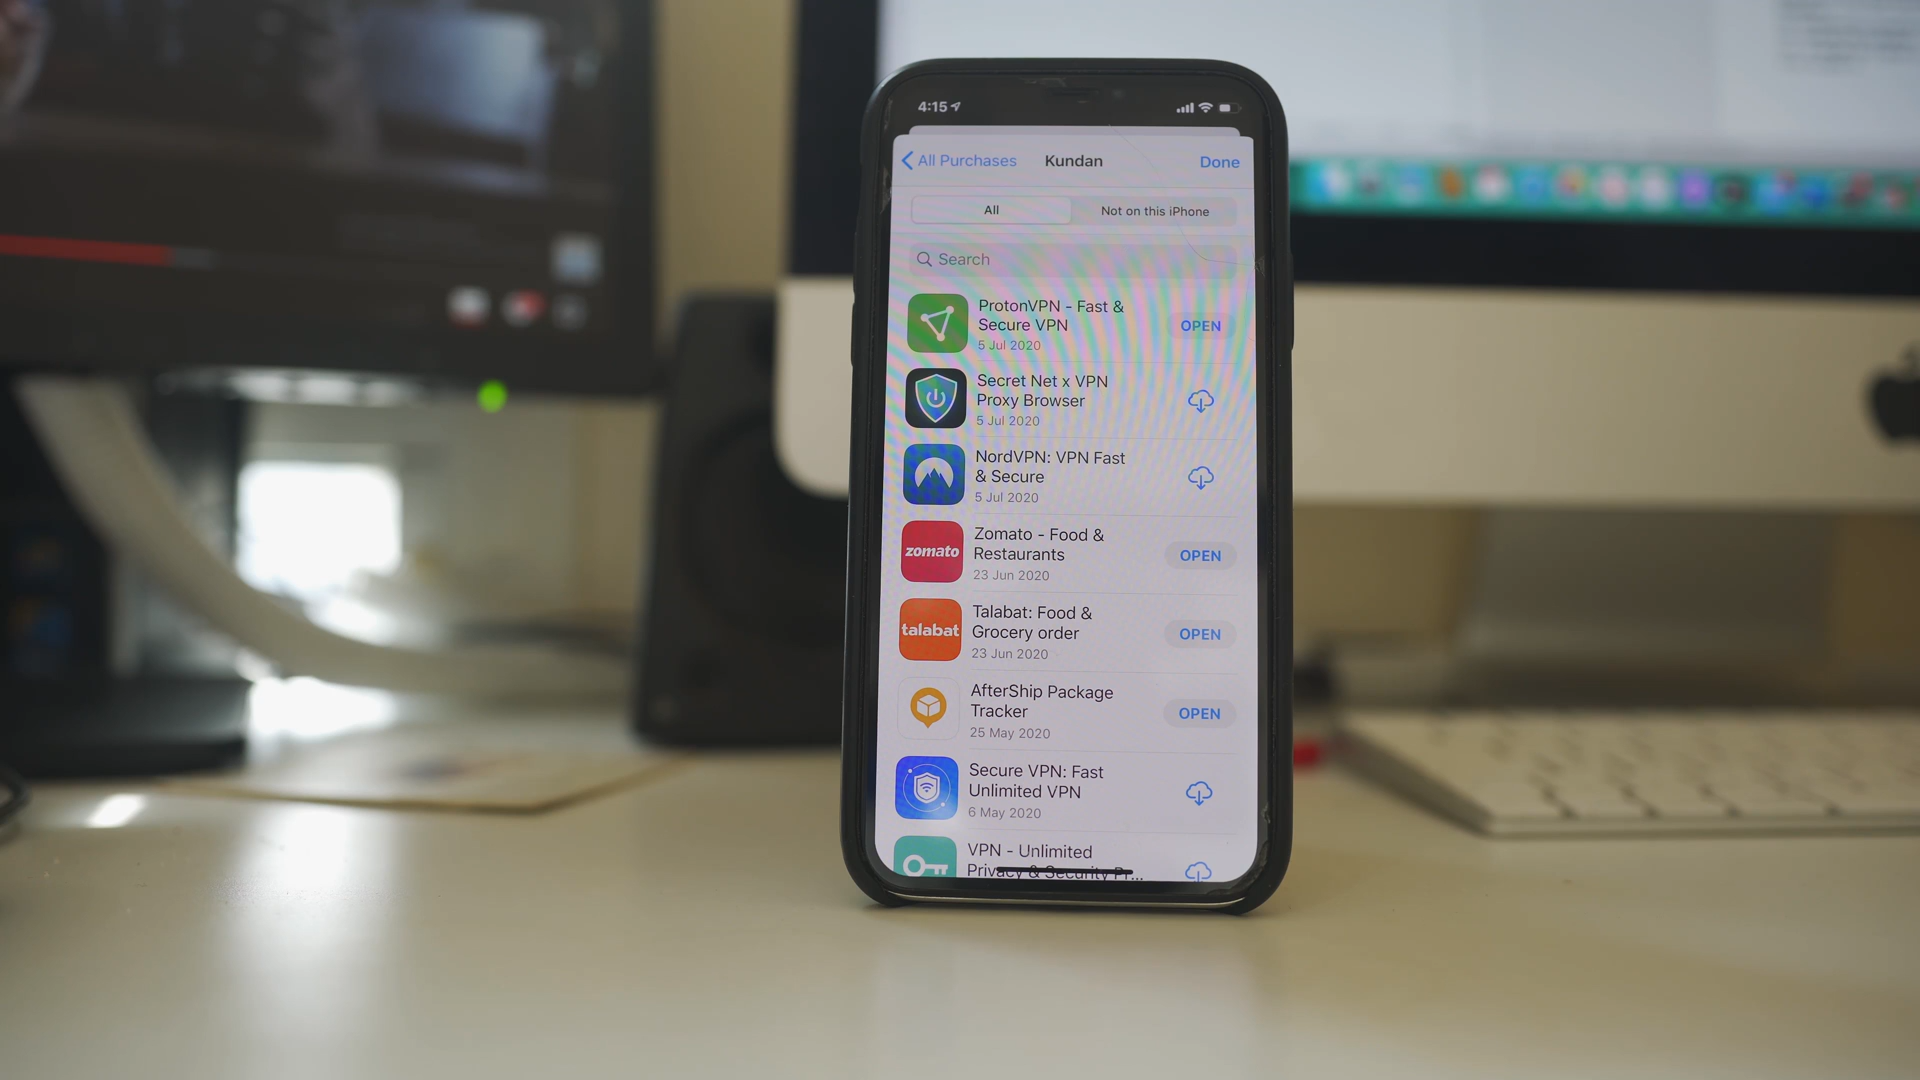 4:15
All Purchases Kundan Done
All Not on this iPhone
Search
ProtonVPN - Fast &
Secure VPN
5 Jul 2020
OPEN
Secret Net x VPN
Proxy Browser
5 Jul 2020
NordVPN: VPN Fast
& Secure
5 Jul 2020
zomato
Zomato - Food &
Restaurants
23 Jun 2020
OPEN
talabat
Talabat: Food &
Grocery order
23 Jun 2020
OPEN
AfterShip Package
Tracker
25 May 2020
OPEN
Secure VPN: Fast
Unlimited VPN
6 May 2020
VPN - Unlimited
Privacy & Security Pr...